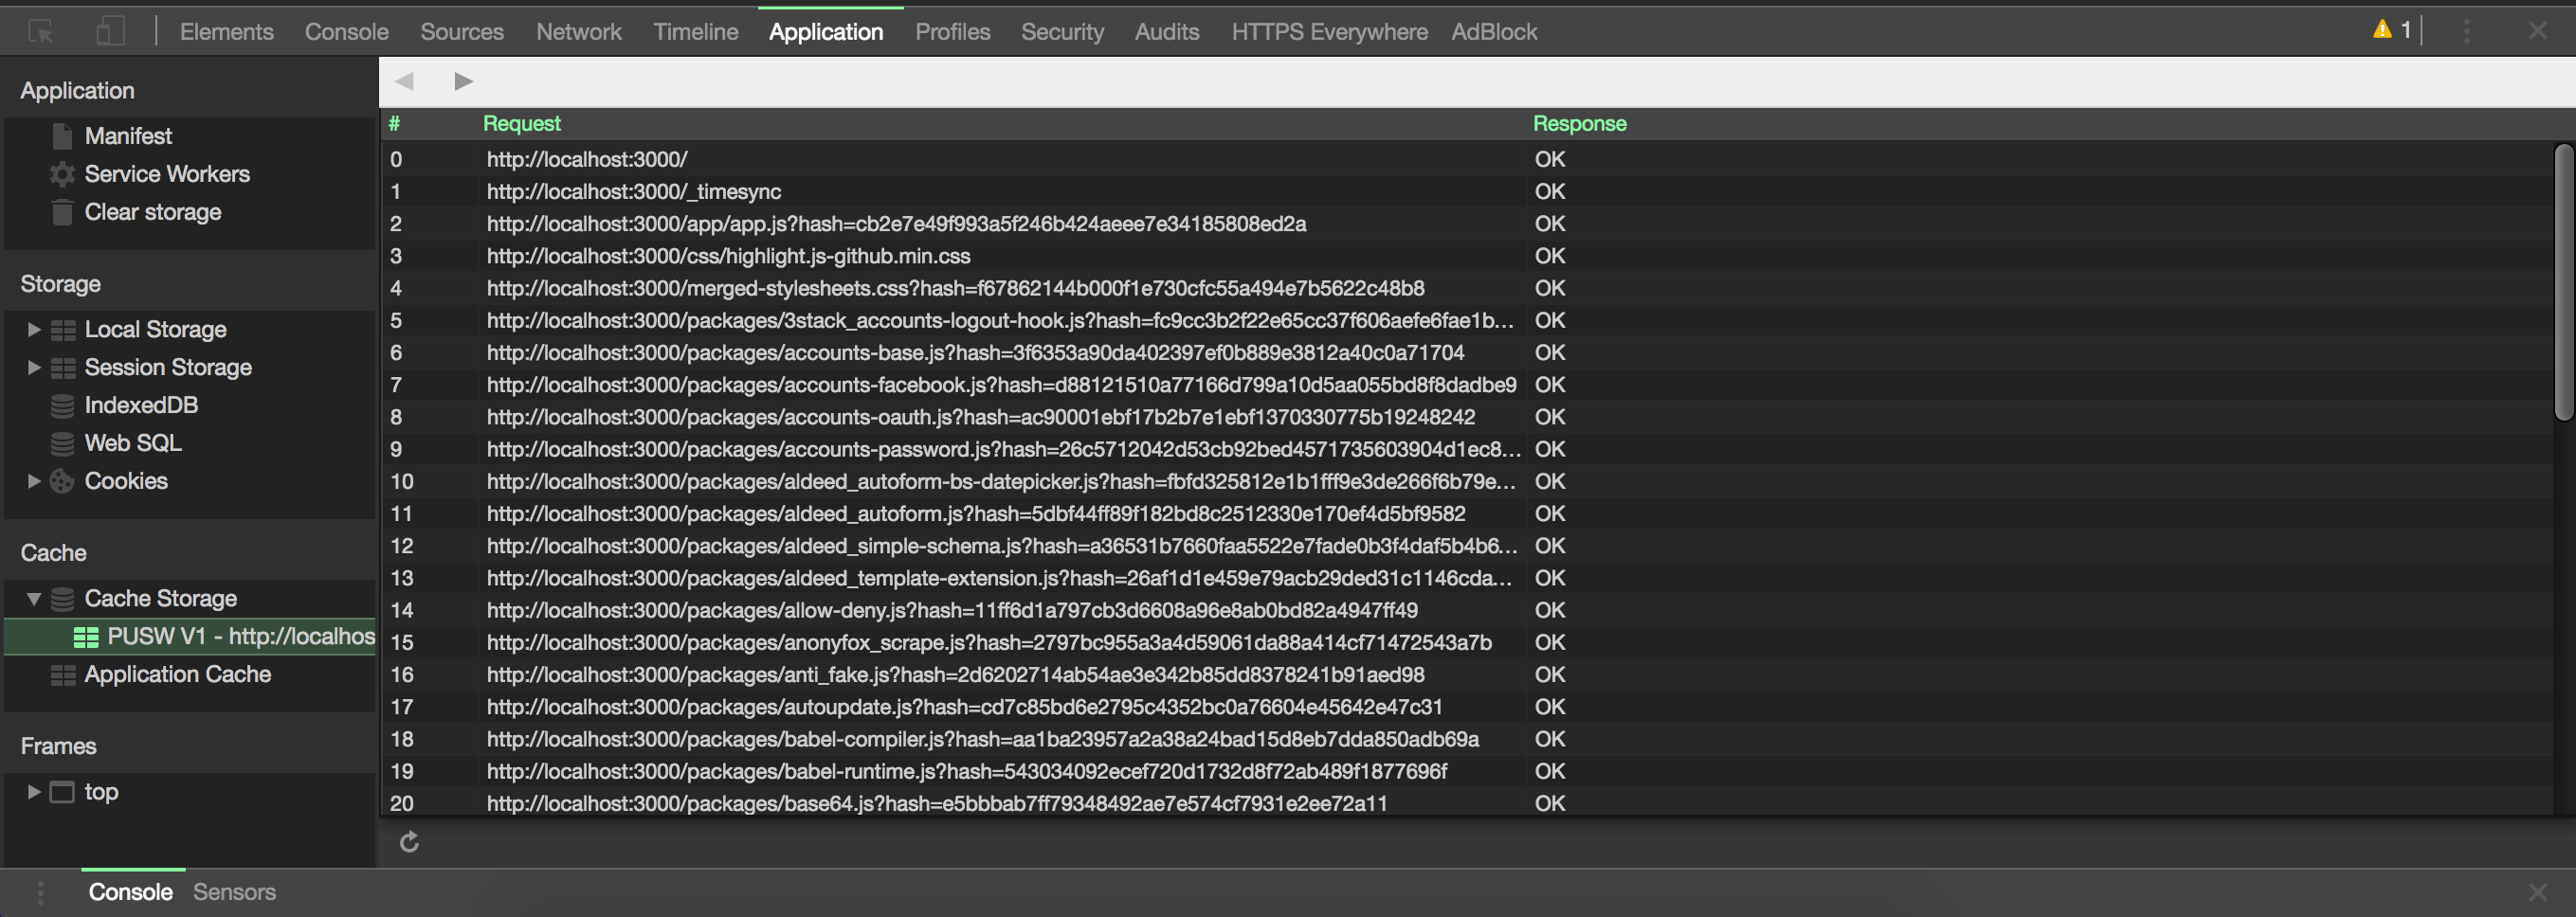 Elements Console Sources Network Timeline Application Profiles Security Audits HTTPS Everywhere AdBlock 1
Application
Manifest
Service Workers
Clear storage
Storage
Local Storage
Session Storage
IndexedDB
Web SQL
Cookies
Cache
Cache Storage
PUSW V1 - http://localhos
Application Cache
Frames
top
# Request Response
0 http://localhost:3000/ OK
1 http://localhost:3000/_timesync OK
2 http://localhost:3000/app/app.js?hash=cb2e7e49f993a5f246b424aeee7e34185808ed2a OK
3 http://localhost:3000/css/highlight.js-github.min.css OK
4 http://localhost:3000/merged-stylesheets.css?hash=f67862144b000f1e730cfc55a494e7b5622c48b8 OK
5 http://localhost:3000/packages/3stack_accounts-logout-hook.js?hash=fc9cc3b2f22e65cc37f606aefe6fae1b... OK
6 http://localhost:3000/packages/accounts-base.js?hash=3f6353a90da402397ef0b889e3812a40c0a71704 OK
7 http://localhost:3000/packages/accounts-facebook.js?hash=d88121510a77166d799a10d5aa055bd8f8dadbe9 OK
8 http://localhost:3000/packages/accounts-oauth.js?hash=ac90001ebf17b2b7e1ebf1370330775b19248242 OK
9 http://localhost:3000/packages/accounts-password.js?hash=26c5712042d53cb92bed4571735603904d1ec8... OK
10 http://localhost:3000/packages/aldeed_autoform-bs-datepicker.js?hash=fbfd325812e1b1fff9e3de266f6b79e... OK
11 http://localhost:3000/packages/aldeed_autoform.js?hash=5dbf44ff89f182bd8c2512330e170ef4d5bf9582 OK
12 http://localhost:3000/packages/aldeed_simple-schema.js?hash=a36531b7660faa5522e7fade0b3f4daf5b4b6... OK
13 http://localhost:3000/packages/aldeed_template-extension.js?hash=26af1d1e459e79acb29ded31c1146cda... OK
14 http://localhost:3000/packages/allow-deny.js?hash=11ff6d1a797cb3d6608a96e8ab0bd82a4947ff49 OK
15 http://localhost:3000/packages/anonyfox_scrape.js?hash=2797bc955a3a4d59061da88a414cf71472543a7b OK
16 http://localhost:3000/packages/anti_fake.js?hash=2d6202714ab54ae3e342b85dd8378241b91aed98 OK
17 http://localhost:3000/packages/autoupdate.js?hash=cd7c85bd6e2795c4352bc0a76604e45642e47c31 OK
18 http://localhost:3000/packages/babel-compiler.js?hash=aa1ba23957a2a38a24bad15d8eb7dda850adb69a OK
19 http://localhost:3000/packages/babel-runtime.js?hash=543034092ecef720d1732d8f72ab489f1877696f OK
20 http://localhost:3000/packages/base64.js?hash=e5bbbab7ff79348492ae7e574cf7931e2ee72a11 OK
Console Sensors